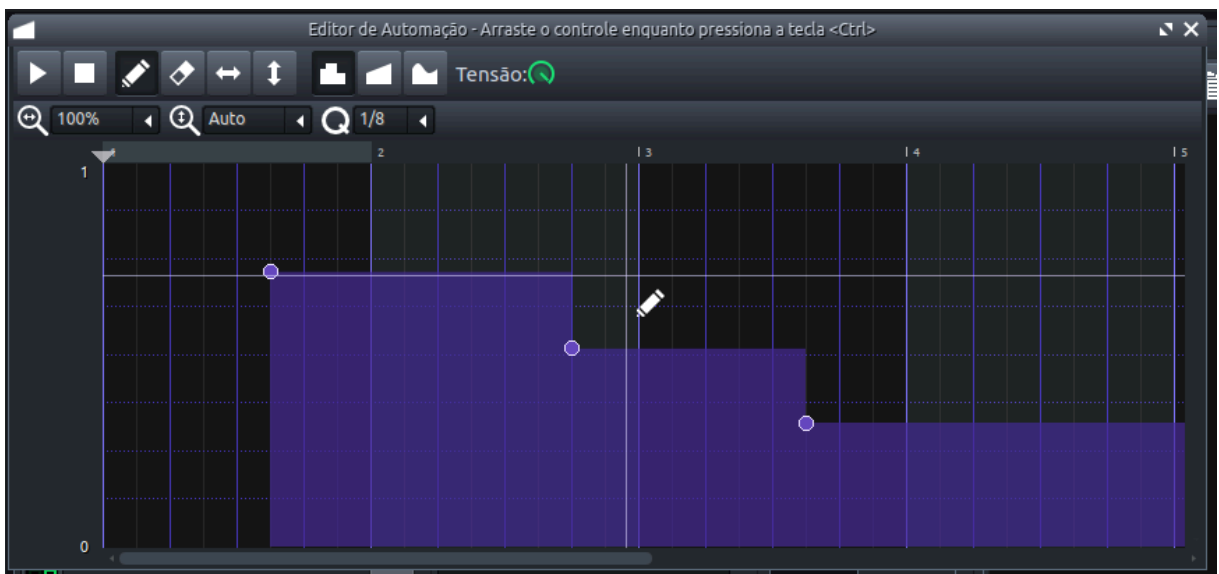 Editor de Automação - Arraste o controle enquanto pressiona a tecla <Ctrl>
Tensão:
100% Auto 1/8
2 3 4 5
1
0